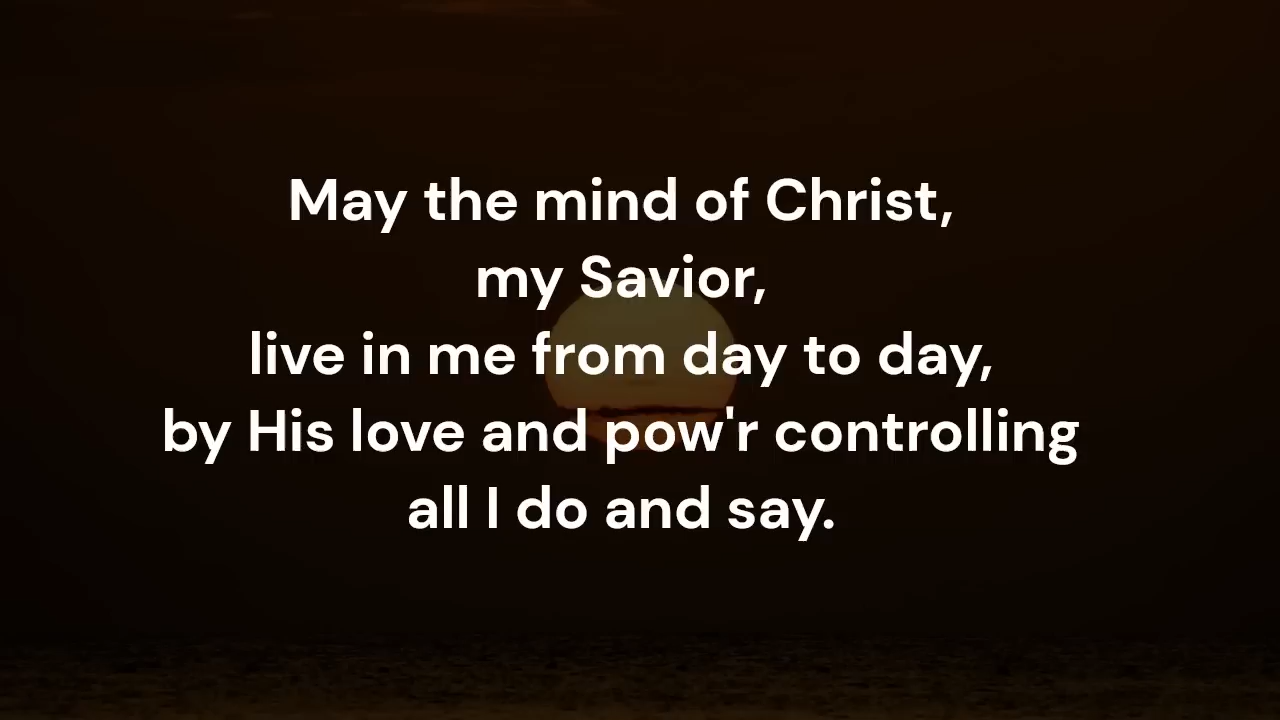 May the mind of Christ,
my Savior,
live in me from day to day,
by His love and pow'r controlling
all I do and say.